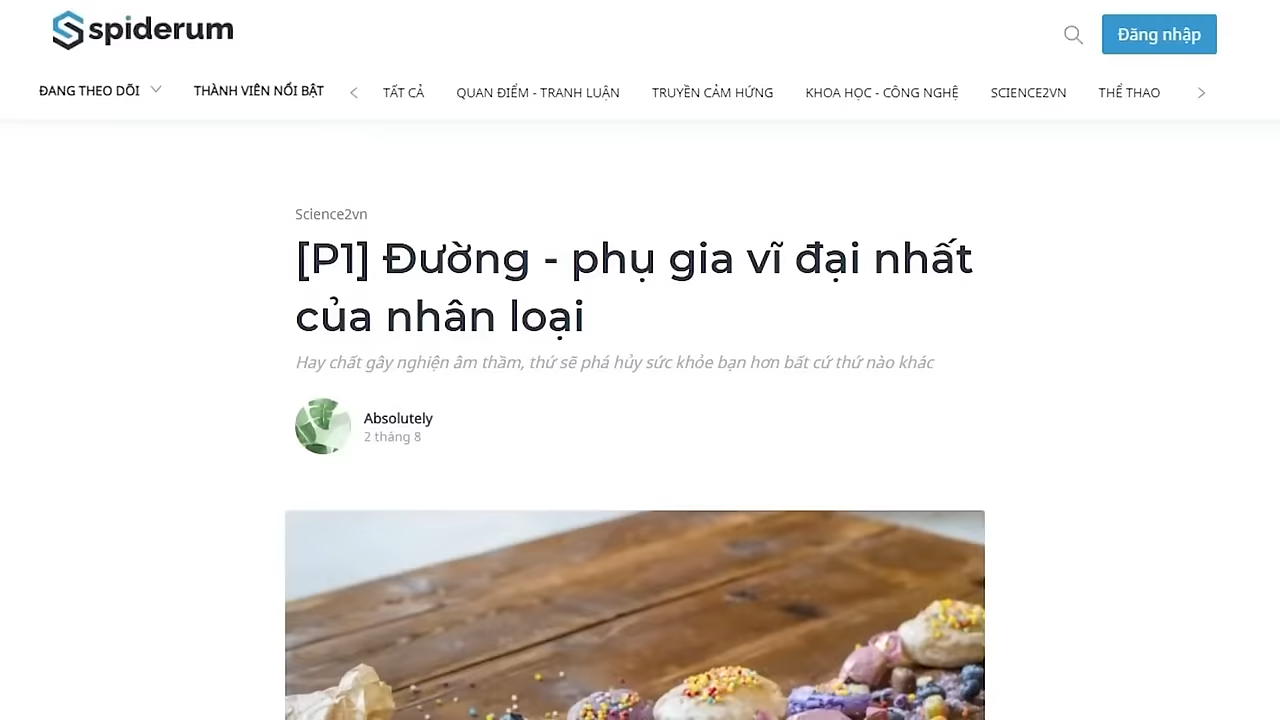 spiderum
Đăng nhập
ĐANG THEO DÕI THÀNH VIÊN NỔI BẬT TẤT CẢ QUAN ĐIỂM - TRANH LUẬN TRUYỀN CẢM HỨNG KHOA HỌC - CÔNG NGHỆ SCIENCE2VN THỂ THAO
Science2vn
[P1] Đường - phụ gia vĩ đại nhất
của nhân loại
Hay chất gây nghiện âm thầm, thứ sẽ phá hủy sức khỏe bạn hơn bất cứ thứ nào khác
Absolutely
2 tháng 8